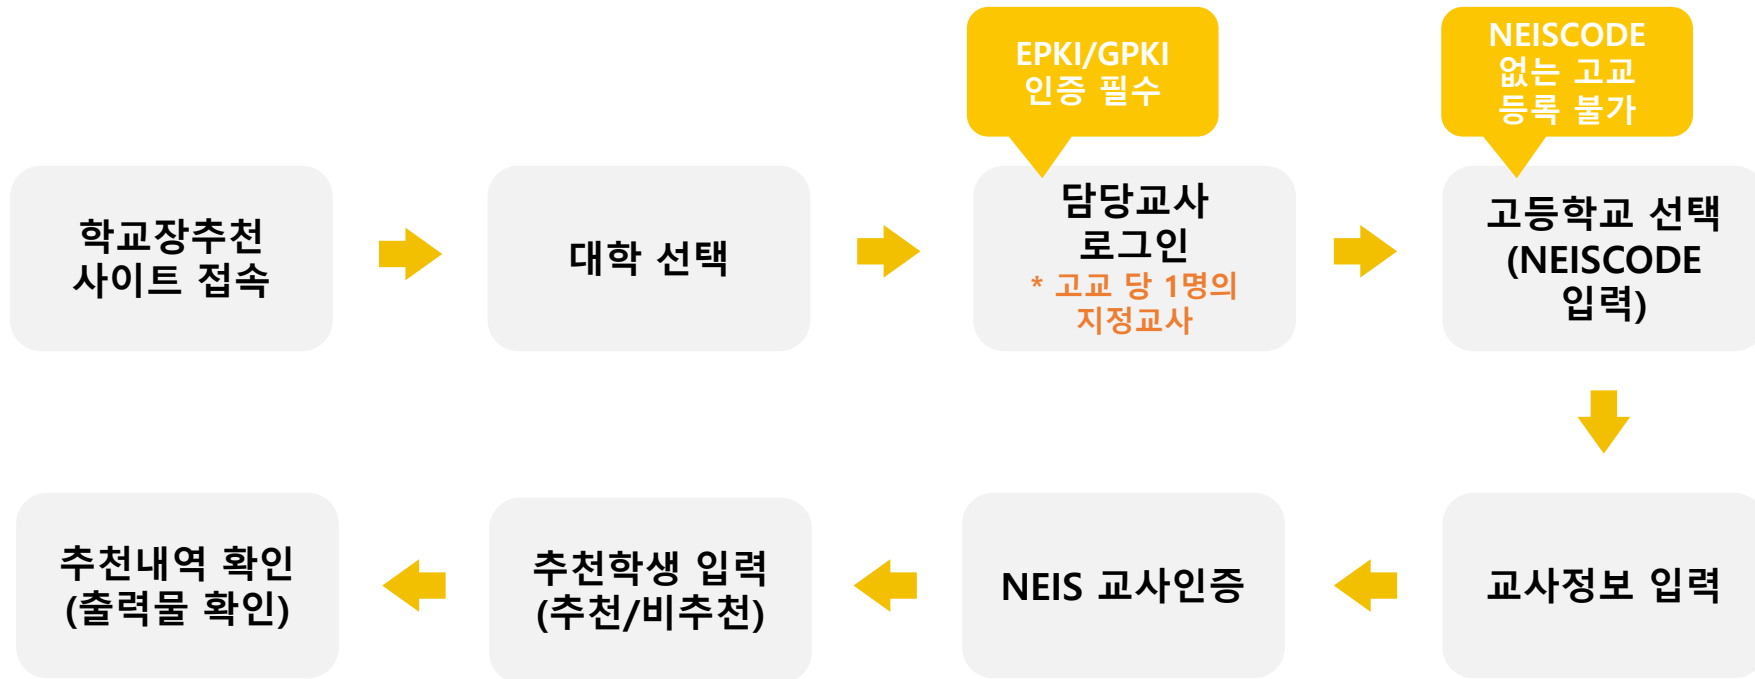 EPKI/GPKI
인증 필수
NEISCODE
없는 고교
등록 불가
학교장추천
사이트 접속
대학 선택
담당교사
로그인
* 고교 당 1명의
지정교사
고등학교 선택
(NEISCODE
입력)
교사정보 입력
NEIS 교사인증
추천학생 입력
(추천/비추천)
추천내역 확인
(출력물 확인)